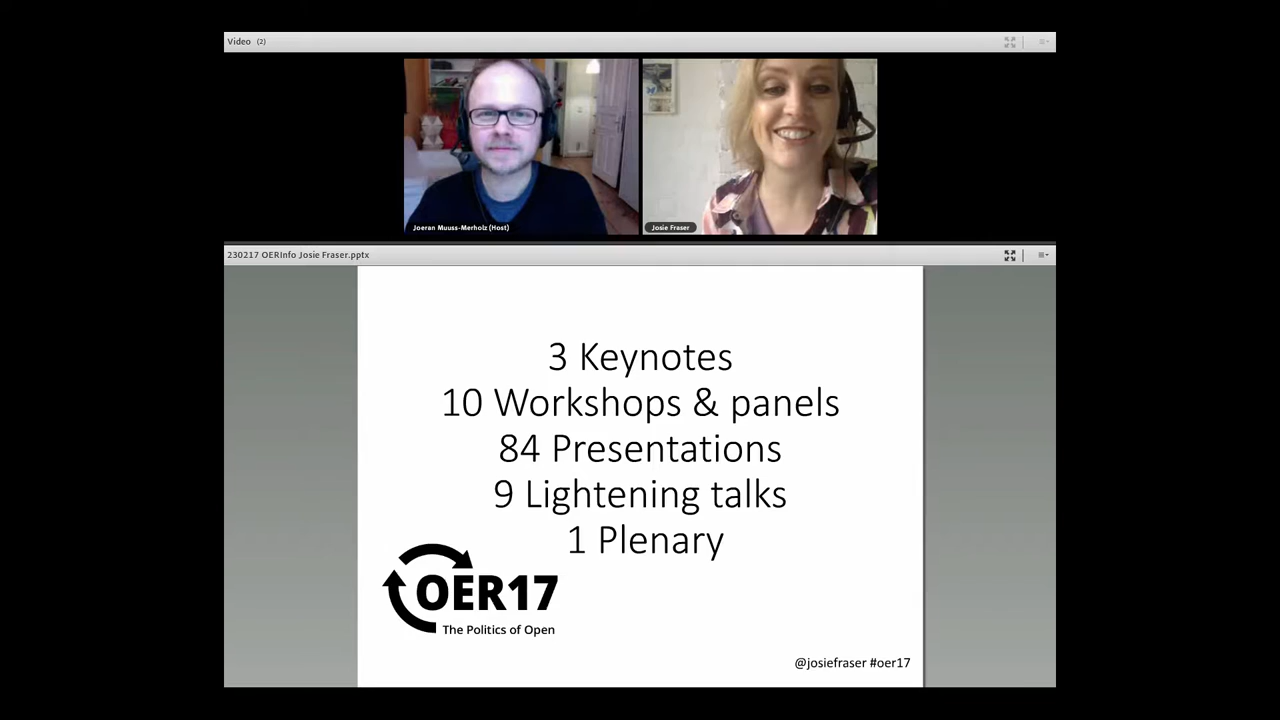 Video (2)
Joeran Muuss-Merholz (Host)
Josie Fraser
230217 OERInfo Josie Fraser.pptx
3 Keynotes
10 Workshops & panels
84 Presentations
9 Lightening talks
1 Plenary
OER17
The Politics of Open
@josiefraser #oer17